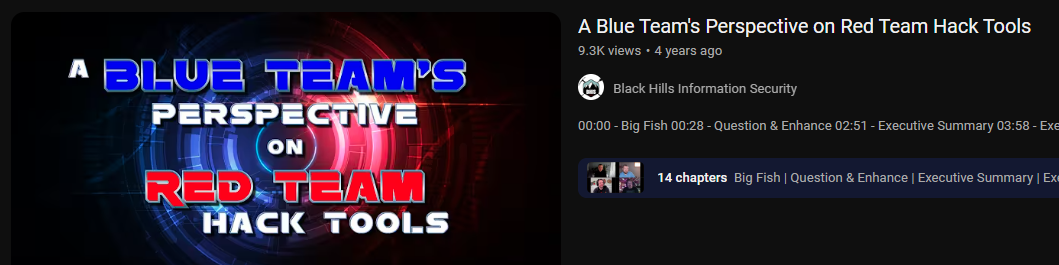 A BLUE TEAM'S
PERSPECTIVE
ON
RED TEAM
HACK TOOLS
A Blue Team's Perspective on Red Team Hack Tools
9.3K views • 4 years ago
Black Hills Information Security
00:00 - Big Fish 00:28 - Question & Enhance 02:51 - Executive Summary 03:58 - Exe
14 chapters Big Fish | Question & Enhance | Executive Summary | Exe